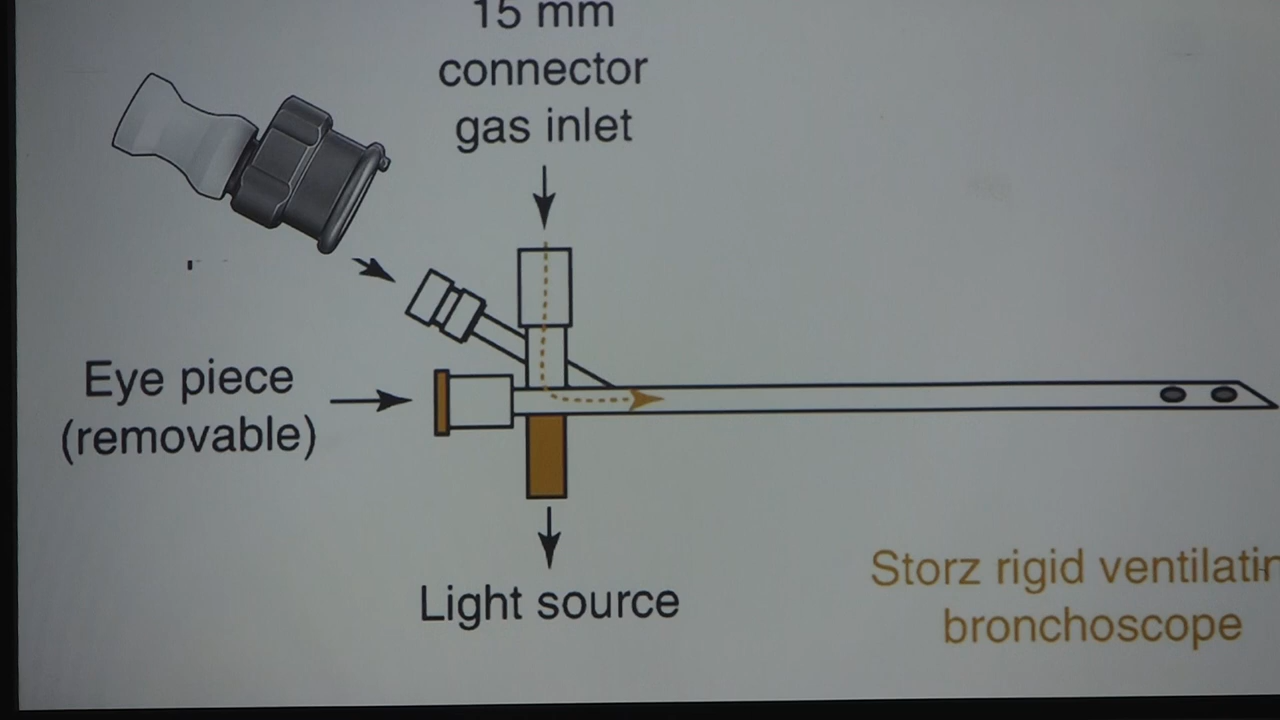 15 mm
connector
gas inlet
Eye piece
(removable)
Light source
Storz rigid ventilatin
bronchoscope